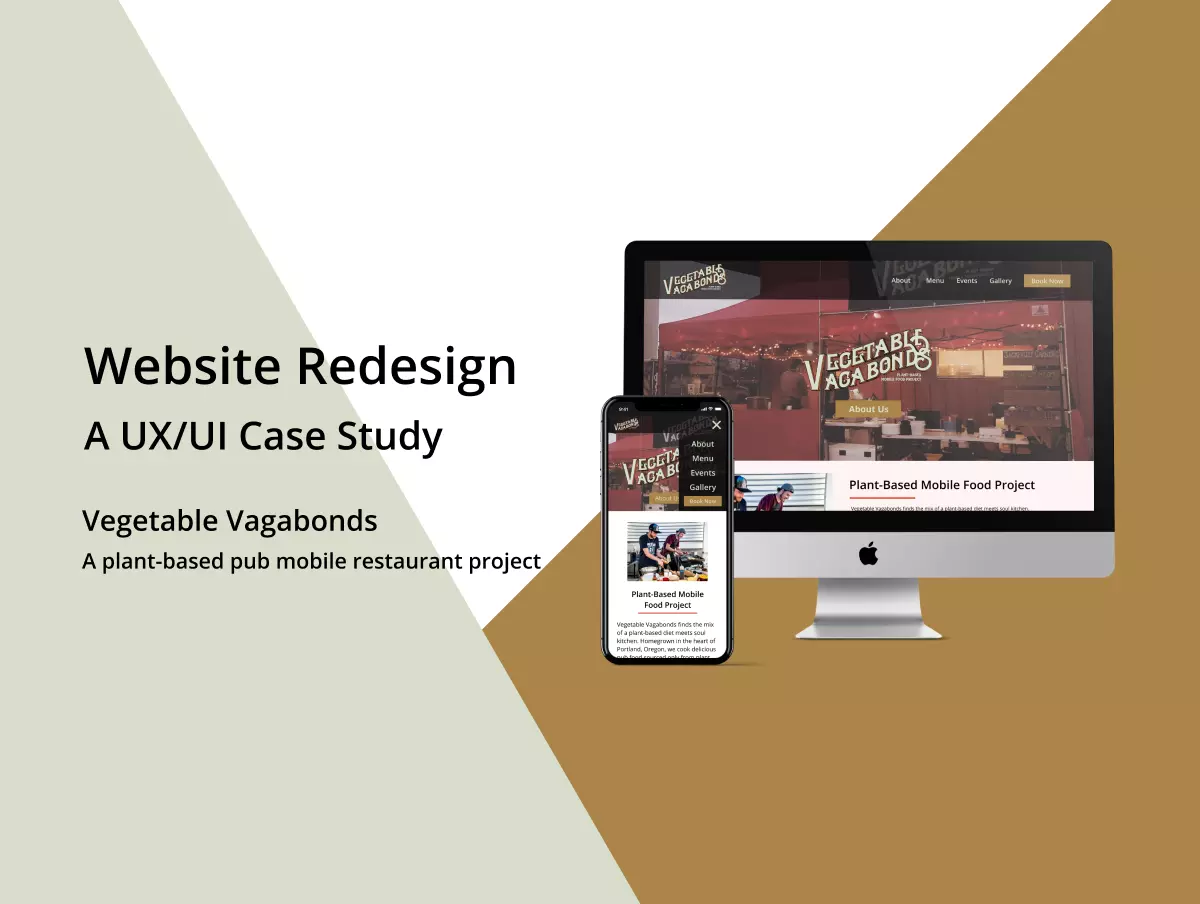 Website Redesign
A UX/UI Case Study
Vegetable Vagabonds
A plant-based pub mobile restaurant project
VEGETABLE
VAGABONDS
About Menu Events Gallery Book Now
VEGETABLE
VAGABONDS
PLANT-BASED
MOBILE FOOD PROJECT
About Us
Plant-Based Mobile Food Project
Vegetable Vagabonds finds the mix of a plant-based diet meets soul kitchen.
VEGETABLE
VAGABONDS
About
Menu
Events
Gallery
Book Now
About U
Plant-Based Mobile
Food Project
Vegetable Vagabonds finds the mix
of a plant-based diet meets soul
kitchen. Homegrown in the heart of
Portland, Oregon, we cook delicious
pub food sourced only from plant